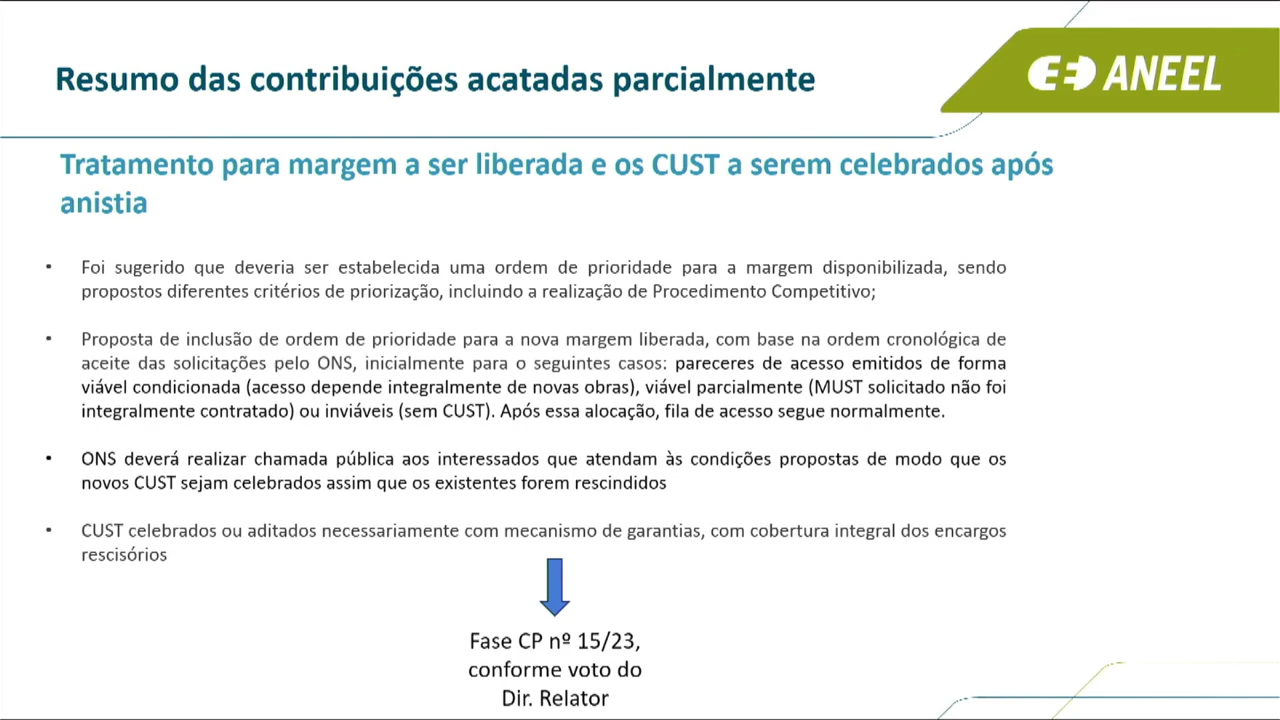 Resumo das contribuições acatadas parcialmente
ANEEL
Tratamento para margem a ser liberada e os CUST a serem celebrados após
anistia
• Foi sugerido que deveria ser estabelecida uma ordem de prioridade para a margem disponibilizada, sendo
propostos diferentes critérios de priorização, incluindo a realização de Procedimento Competitivo;
• Proposta de inclusão de ordem de prioridade para a nova margem liberada, com base na ordem cronológica de
aceite das solicitações pelo ONS, inicialmente para o seguintes casos: pareceres de acesso emitidos de forma
viável condicionada (acesso depende integralmente de novas obras), viável parcialmente (MUST solicitado não foi
integralmente contratado) ou inviáveis (sem CUST). Após essa alocação, fila de acesso segue normalmente.
• ONS deverá realizar chamada pública aos interessados que atendam às condições propostas de modo que os
novos CUST sejam celebrados assim que os existentes forem rescindidos
• CUST celebrados ou aditados necessariamente com mecanismo de garantias, com cobertura integral dos encargos
rescisórios
Fase CP nº 15/23,
conforme voto do
Dir. Relator